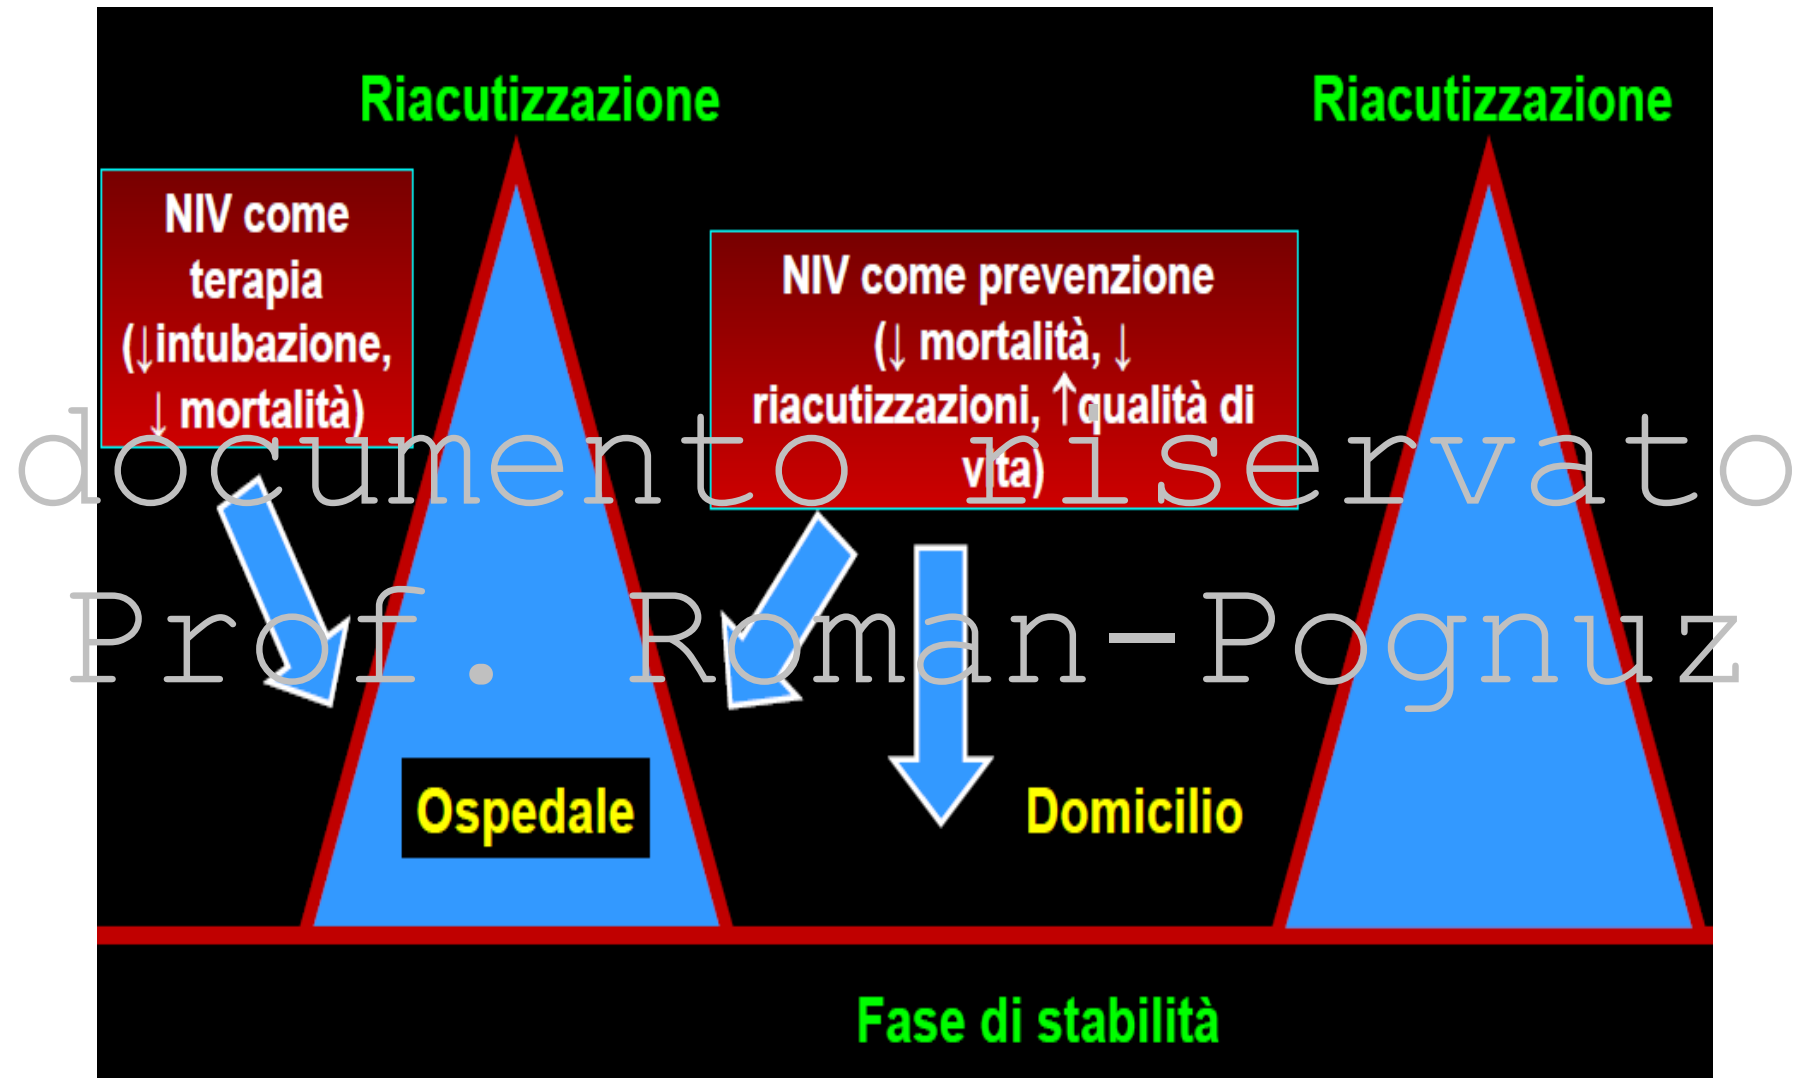 Riacutizzazione
Riacutizzazione
NIV come
terapia
(↓intubazione,
↓ mortalità)
NIV come prevenzione
(↓ mortalità, ↓
riacutizzazioni, ↑qualità di
vita)
documento riservato
Prof. Roman-Pognuz
Ospedale
Domicilio
Fase di stabilità